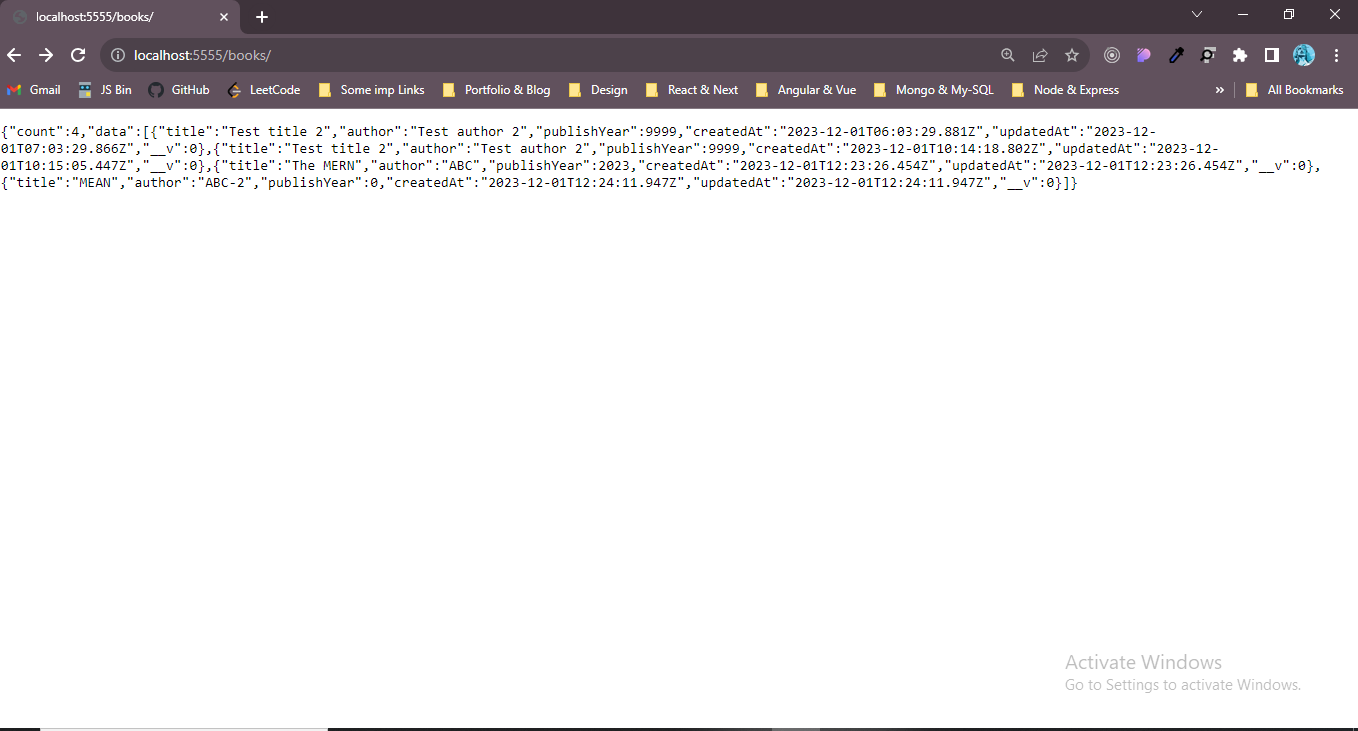 localhost:5555/books/
localhost:5555/books/
Gmail JS Bin GitHub LeetCode Some imp Links Portfolio & Blog Design React & Next Angular & Vue Mongo & My-SQL Node & Express » All Bookmarks
{"count":4,"data":[{"title":"Test title 2","author":"Test author 2","publishYear":9999,"createdAt":"2023-12-01T06:03:29.881Z","updatedAt":"2023-12-
01T07:03:29.866Z","__v":0},{"title":"Test title 2","author":"Test author 2","publishYear":9999,"createdAt":"2023-12-01T10:14:18.802Z","updatedAt":"2023-12-
01T10:15:05.447Z","__v":0},{"title":"The MERN","author":"ABC","publishYear":2023,"createdAt":"2023-12-01T12:23:26.454Z","updatedAt":"2023-12-01T12:23:26.454Z","__v":0},
{"title":"MEAN","author":"ABC-2","publishYear":0,"createdAt":"2023-12-01T12:24:11.947Z","updatedAt":"2023-12-01T12:24:11.947Z","__v":0}]}
Activate Windows
Go to Settings to activate Windows.